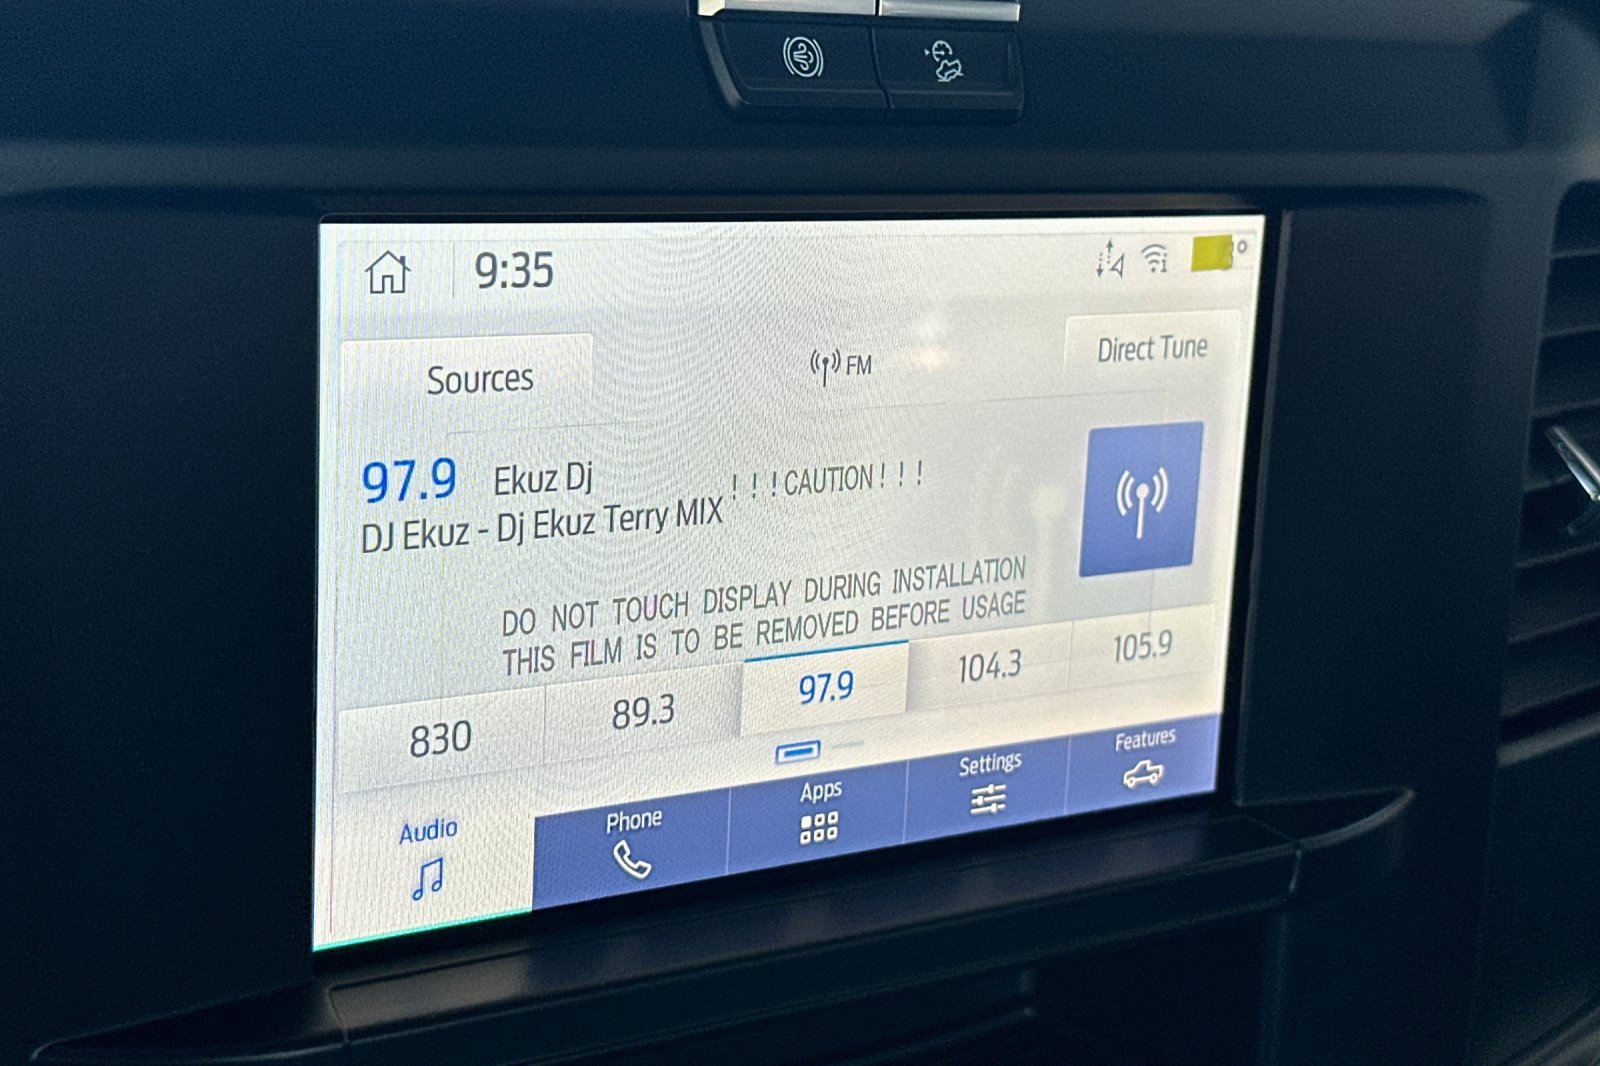 9:35
Sources
FM
Direct Tune
97.9 Ekuz Dj
DJ Ekuz - Dj Ekuz Terry MIX
! ! ! CAUTION ! ! !
DO NOT TOUCH DISPLAY DURING INSTALLATION
THIS FILM IS TO BE REMOVED BEFORE USAGE
830
89.3
97.9
104.3
105.9
Audio
Phone
Apps
Settings
Features